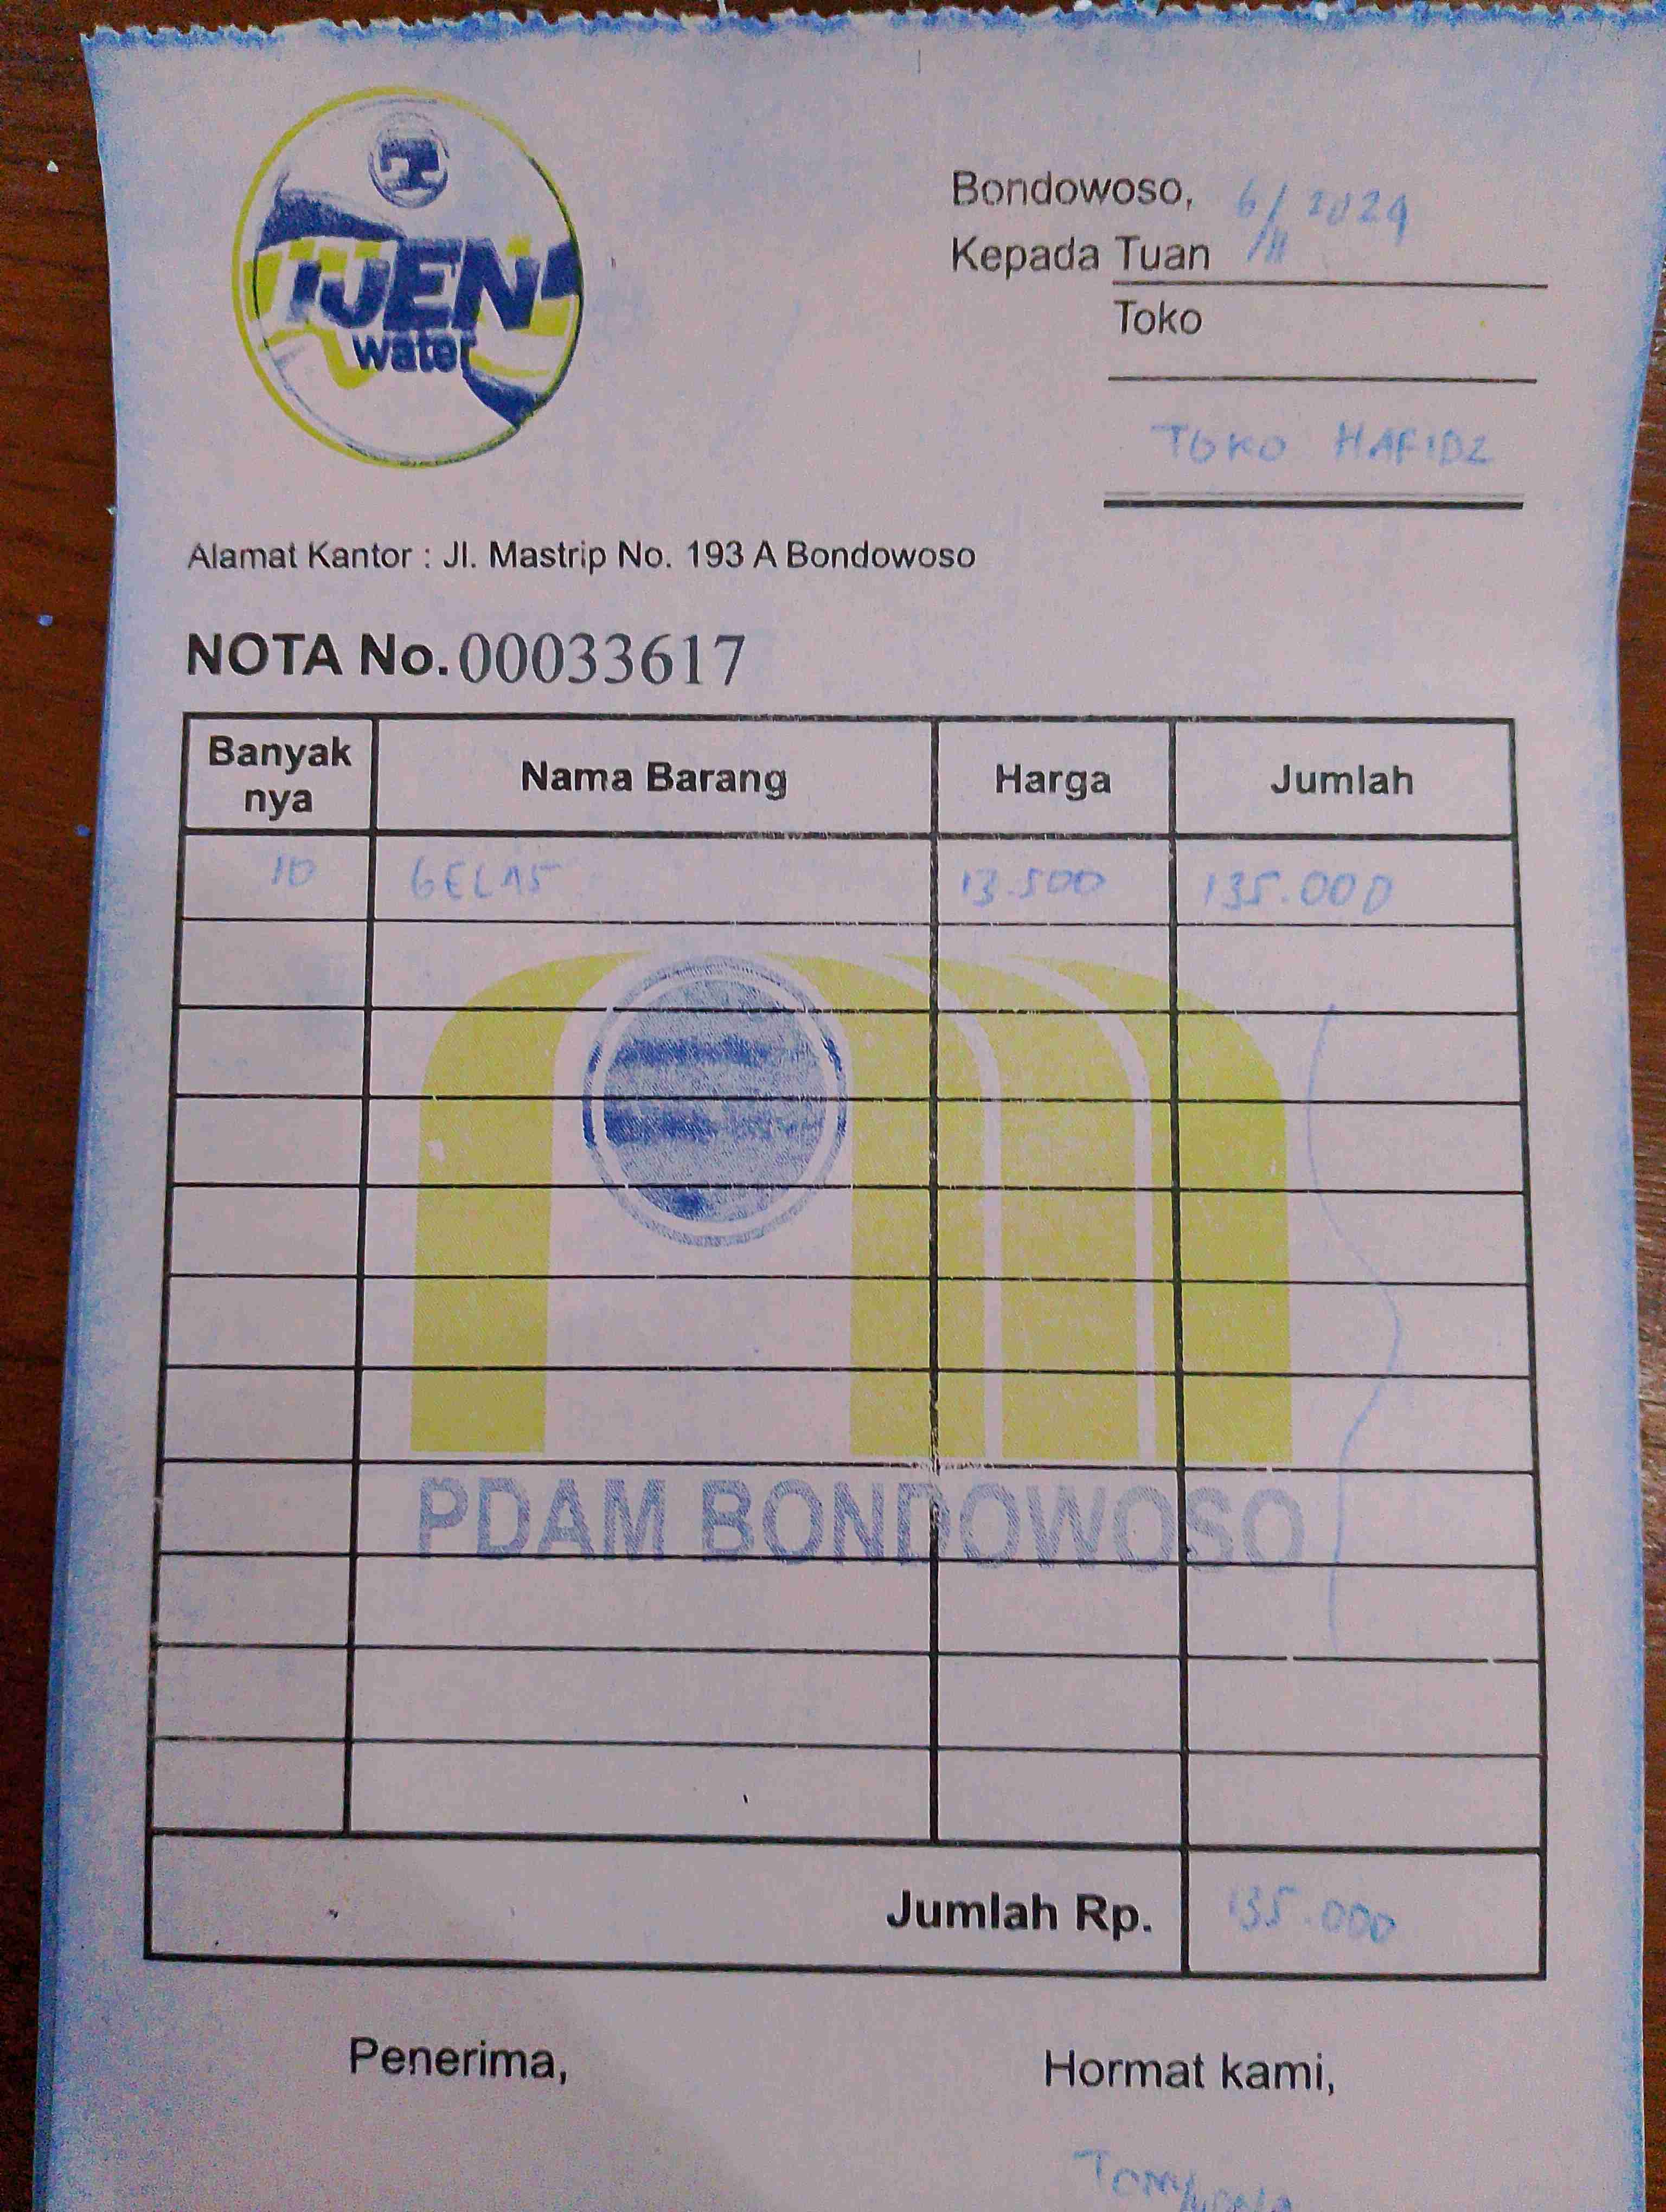 TJEN
water
Bondowoso, 6/11 2024
Kepada Tuan
Toko
TOKO HAFIDZ
Alamat Kantor : Jl. Mastrip No. 193 A Bondowoso
NOTA No. 00033617
Banyak nya Nama Barang Harga Jumlah
10 GELAS 13.500 135.000
PDAM BONDOWOSO
Jumlah Rp. 135.000
Penerima, Hormat kami,